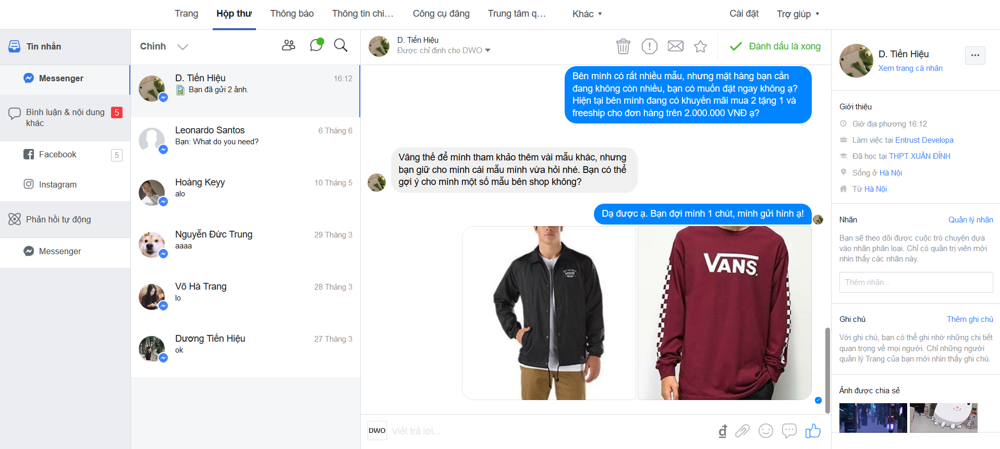 Trang
Hộp thư
Thông báo
Thông tin chi...
Công cụ đăng
Trung tâm q...
Khác
Cài đặt
Trợ giúp
Tin nhắn
Messenger
Bình luận & nội dung
khác
5
Facebook
5
Instagram
Phản hồi tự động
Messenger
Chính
D. Tiến Hiệu
16:12
Bạn đã gửi 2 ảnh.
Leonardo Santos
6 Tháng 6
Bạn: What do you need?
Hoàng Keyy
10 Tháng 5
alo
Nguyễn Đức Trung
29 Tháng 3
aaaa
Võ Hà Trang
28 Tháng 3
lo
Dương Tiến Hiệu
27 Tháng 3
ok
D. Tiến Hiệu
Được chỉ định cho DWO
Đánh dấu là xong
Bên mình có rất nhiều mẫu, nhưng mặt hàng bạn cần
đang không còn nhiều, bạn có muốn đặt ngay không ạ?
Hiện tại bên mình đang có khuyến mãi mua 2 tặng 1 và
freeship cho đơn hàng trên 2.000.000 VNĐ ạ?
Vâng thế để mình tham khảo thêm vài mẫu khác, nhưng
bạn giữ cho mình cái mẫu mình vừa hỏi nhé. Bạn có thể
gợi ý cho mình một số mẫu bên shop không?
Dạ được ạ. Bạn đợi mình 1 chút, mình gửi hình ạ!
VANS
DWO
Viết trả lời...
đ
D. Tiến Hiệu
Xem trang cá nhân
Giới thiệu
Giờ địa phương 16:12
Làm việc tại Entrust Developa
Đã học tại THPT XUÂN ĐỈNH
Sống ở Hà Nội
Từ Hà Nội
Nhãn
Quản lý nhãn
Bạn sẽ theo dõi được cuộc trò chuyện dựa
vào nhãn phân loại. Chỉ có quản trị viên mới
nhìn thấy các nhãn này.
Thêm nhãn...
Ghi chú
Thêm ghi chú
Với ghi chú, bạn có thể ghi nhớ những chi tiết
quan trọng về mọi người. Chỉ những người
quản lý Trang của bạn mới nhìn thấy ghi chú.
Ảnh được chia sẻ